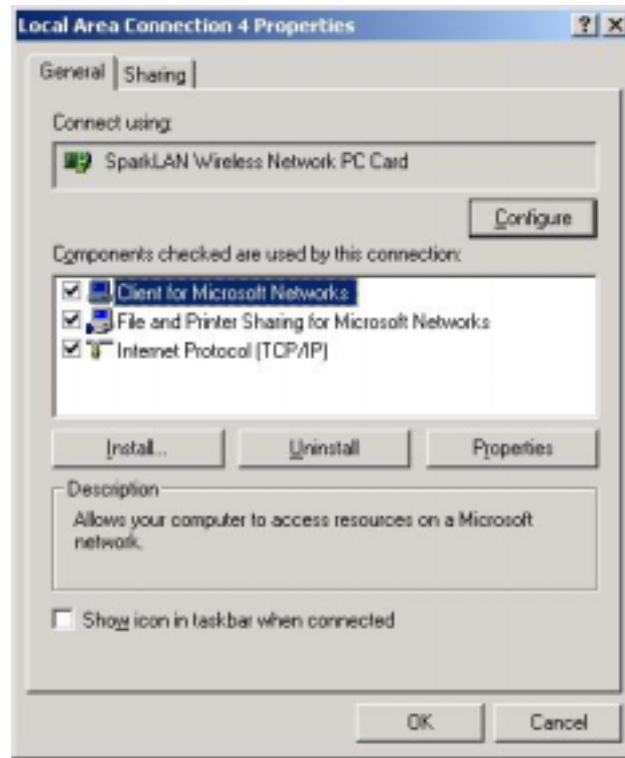 Local Area Connection 4 Properties
General
Sharing
Connect using:
SparkLAN Wireless Network PC Card
Configure
Components checked are used by this connection:
Client for Microsoft Networks
File and Printer Sharing for Microsoft Networks
Internet Protocol (TCP/IP)
Install...
Uninstall
Properties
Description
Allows your computer to access resources on a Microsoft
network.
Show icon in taskbar when connected
OK
Cancel